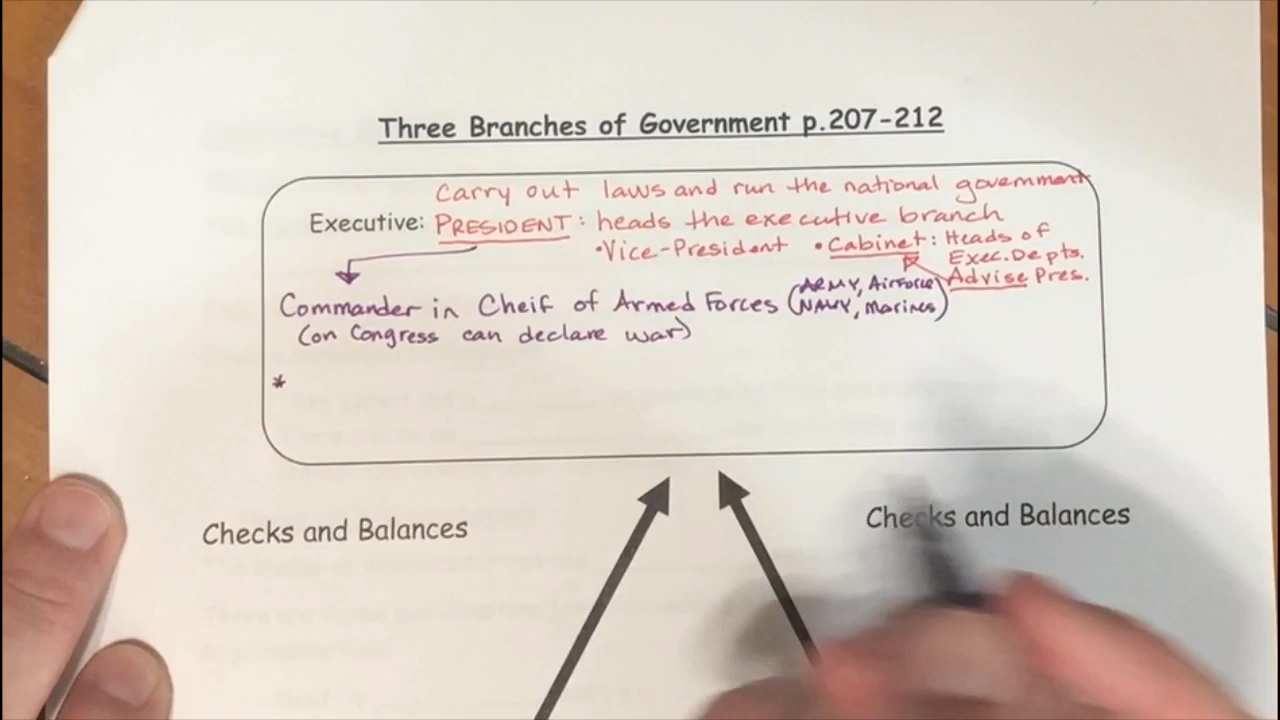 Three Branches of Government p.207-212
Carry out laws and run the national government
Executive: PRESIDENT: heads the executive branch
•Vice-President •Cabinet: Heads of
Exec. Depts.
Advise Pres.
Commander in Cheif of Armed Forces (ARMY, Airforce
NAVY, Marines)
(on Congress can declare war)
*
Checks and Balances
Checks and Balances